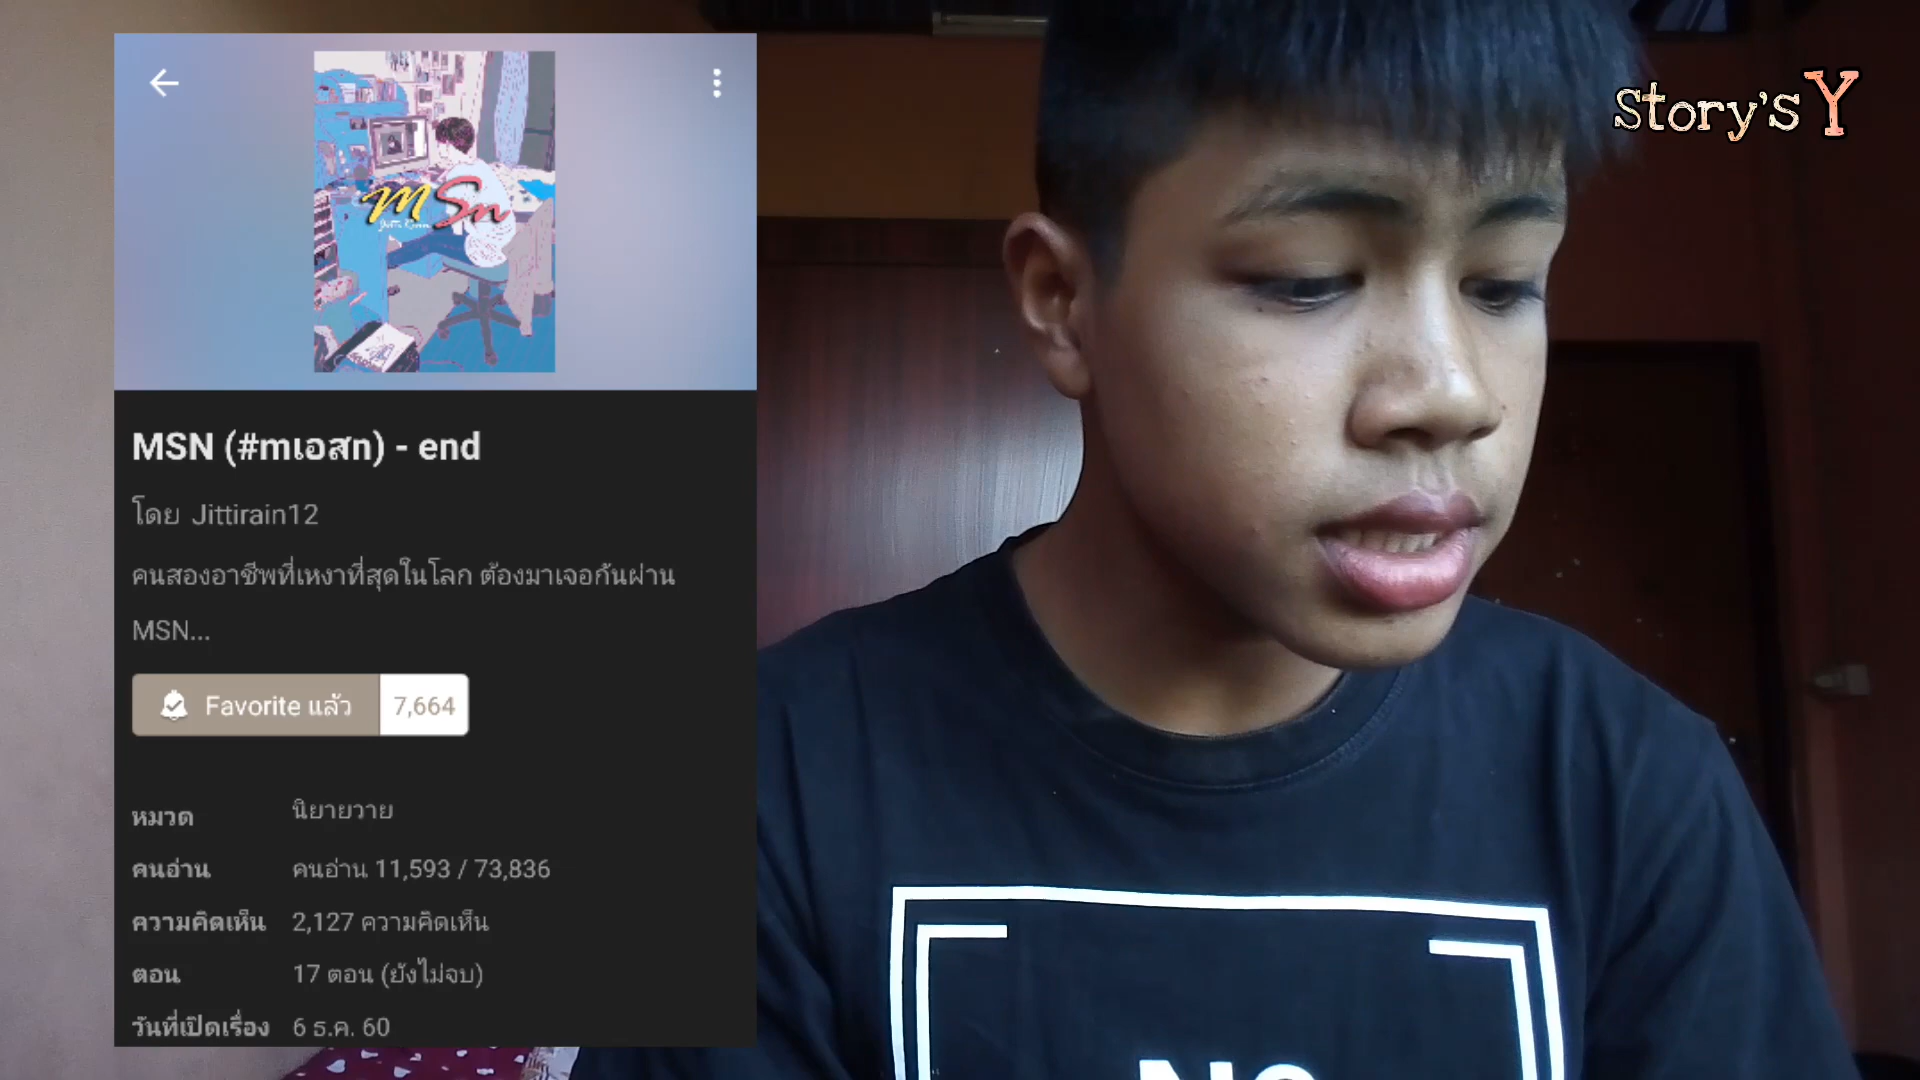 Story's Y
MSn
MSN (#mเอสn) - end
โดย Jittirain12
คนสองอาชีพที่เหงาที่สุดในโลก ต้องมาเจอกันผ่าน
MSN...
Favorite แล้ว 7,664
หมวด นิยายวาย
คนอ่าน คนอ่าน 11,593 / 73,836
ความคิดเห็น 2,127 ความคิดเห็น
ตอน 17 ตอน (ยังไม่จบ)
วันที่เปิดเรื่อง 6 ธ.ค. 60